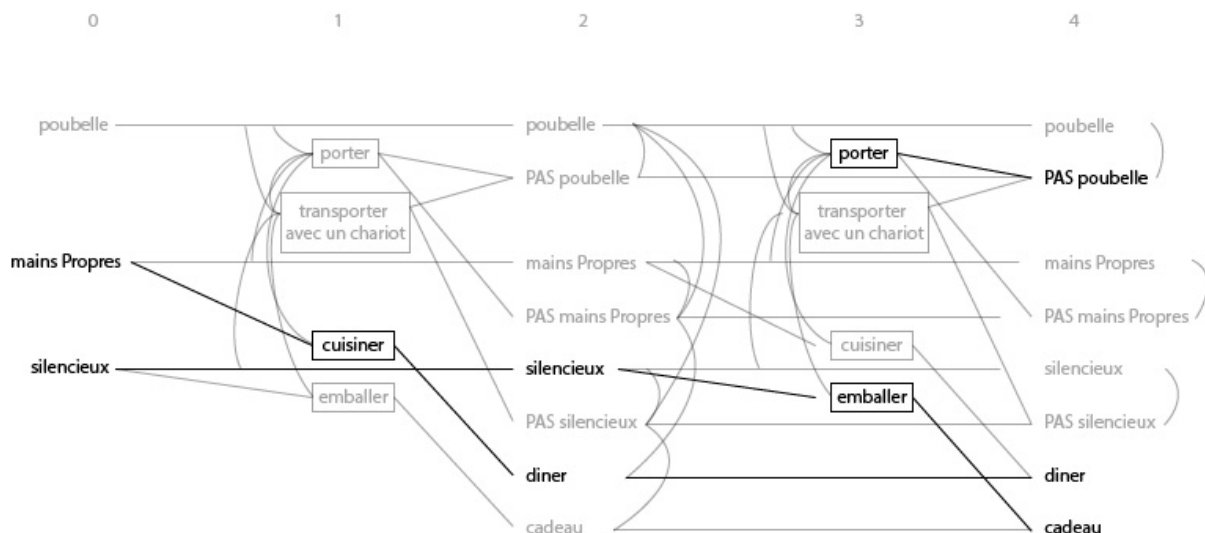 0 1 2 3 4
poubelle poubelle poubelle
porter porter
PAS poubelle PAS poubelle
transporter transporter
avec un chariot avec un chariot
mains Propres mains Propres mains Propres
PAS mains Propres PAS mains Propres
cuisiner cuisiner
silencieux silencieux silencieux
emballer emballer
PAS silencieux PAS silencieux
diner diner
cadeau cadeau